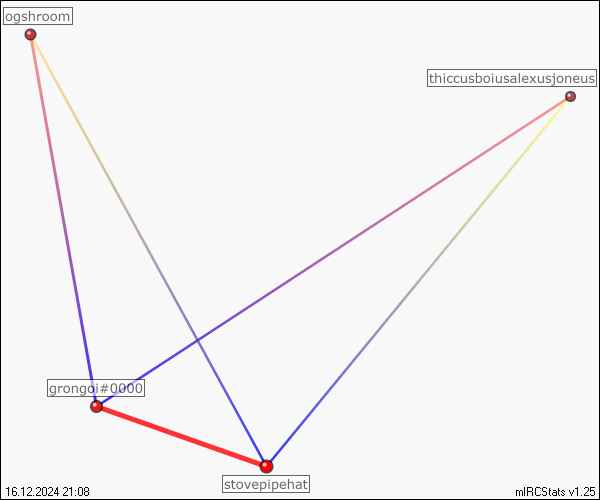 ogshroom
thiccusboiusalexusjoneus
grongoi#0000
stovepipehat
16.12.2024 21:08
mIRCStats v1.25